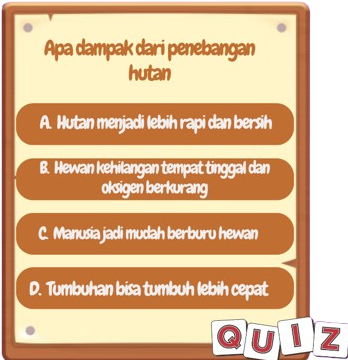 Apa dampak dari penebangan
hutan
A. Hutan menjadi lebih rapi dan bersih
B. Hewan kehilangan tempat tinggal dan
oksigen berkurang
C. Manusia jadi mudah berburu hewan
D. Tumbuhan bisa tumbuh lebih cepat
QUIZ